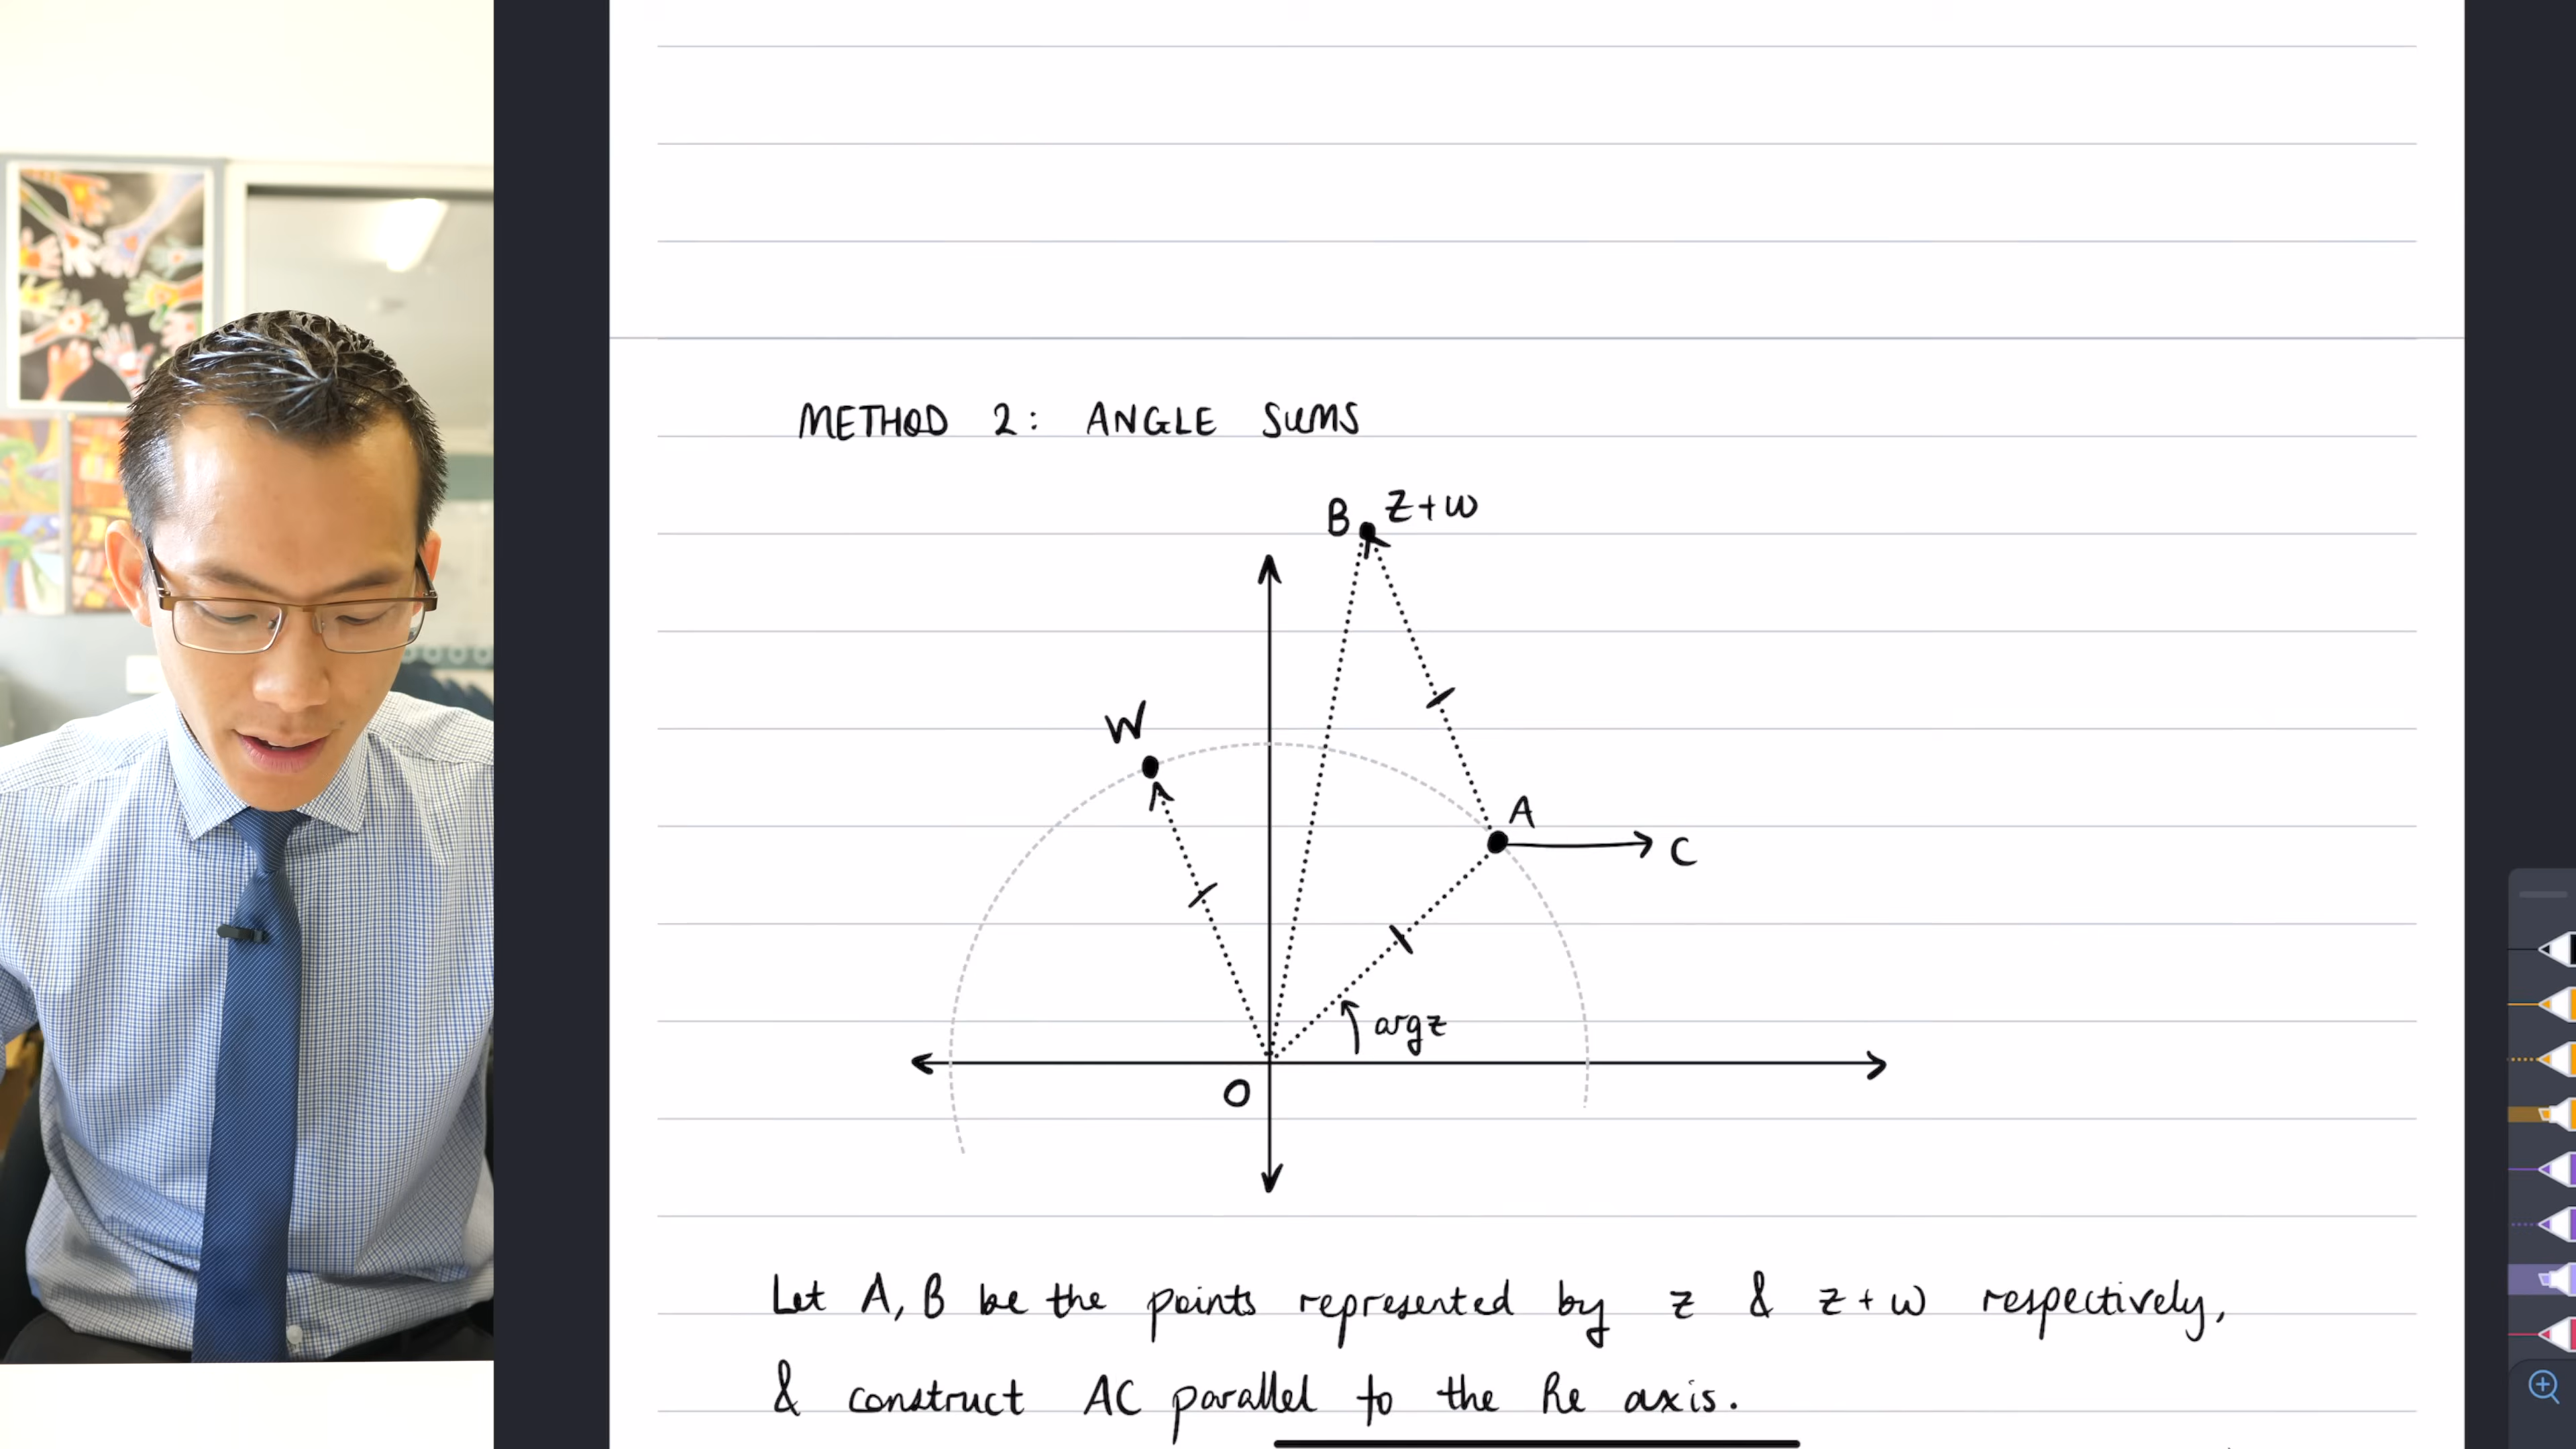 METHOD 2: ANGLE SUMS
B z+w
W
A
C
arg z
O
Let A, B be the points represented by z & z + w respectively,
& construct AC parallel to the Re axis.